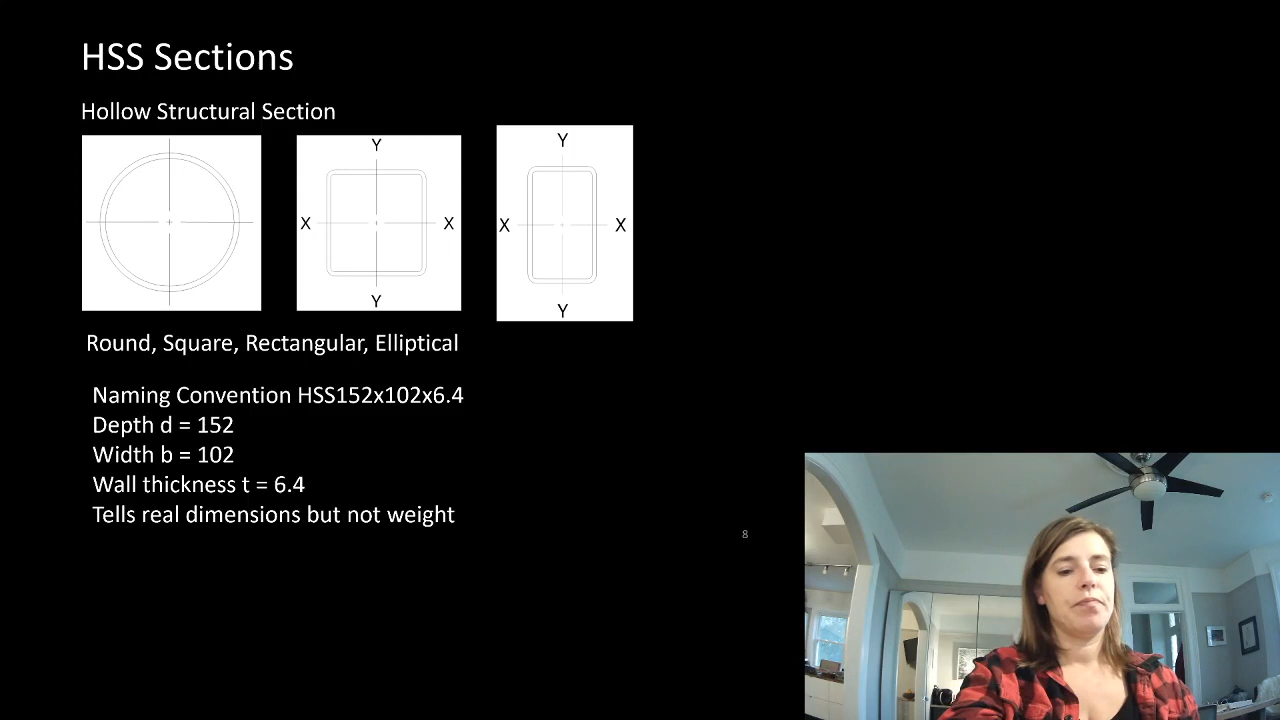 HSS Sections
Hollow Structural Section
Y
X X
Y
Y
X X
Y
Round, Square, Rectangular, Elliptical
Naming Convention HSS152x102x6.4
Depth d = 152
Width b = 102
Wall thickness t = 6.4
Tells real dimensions but not weight
8